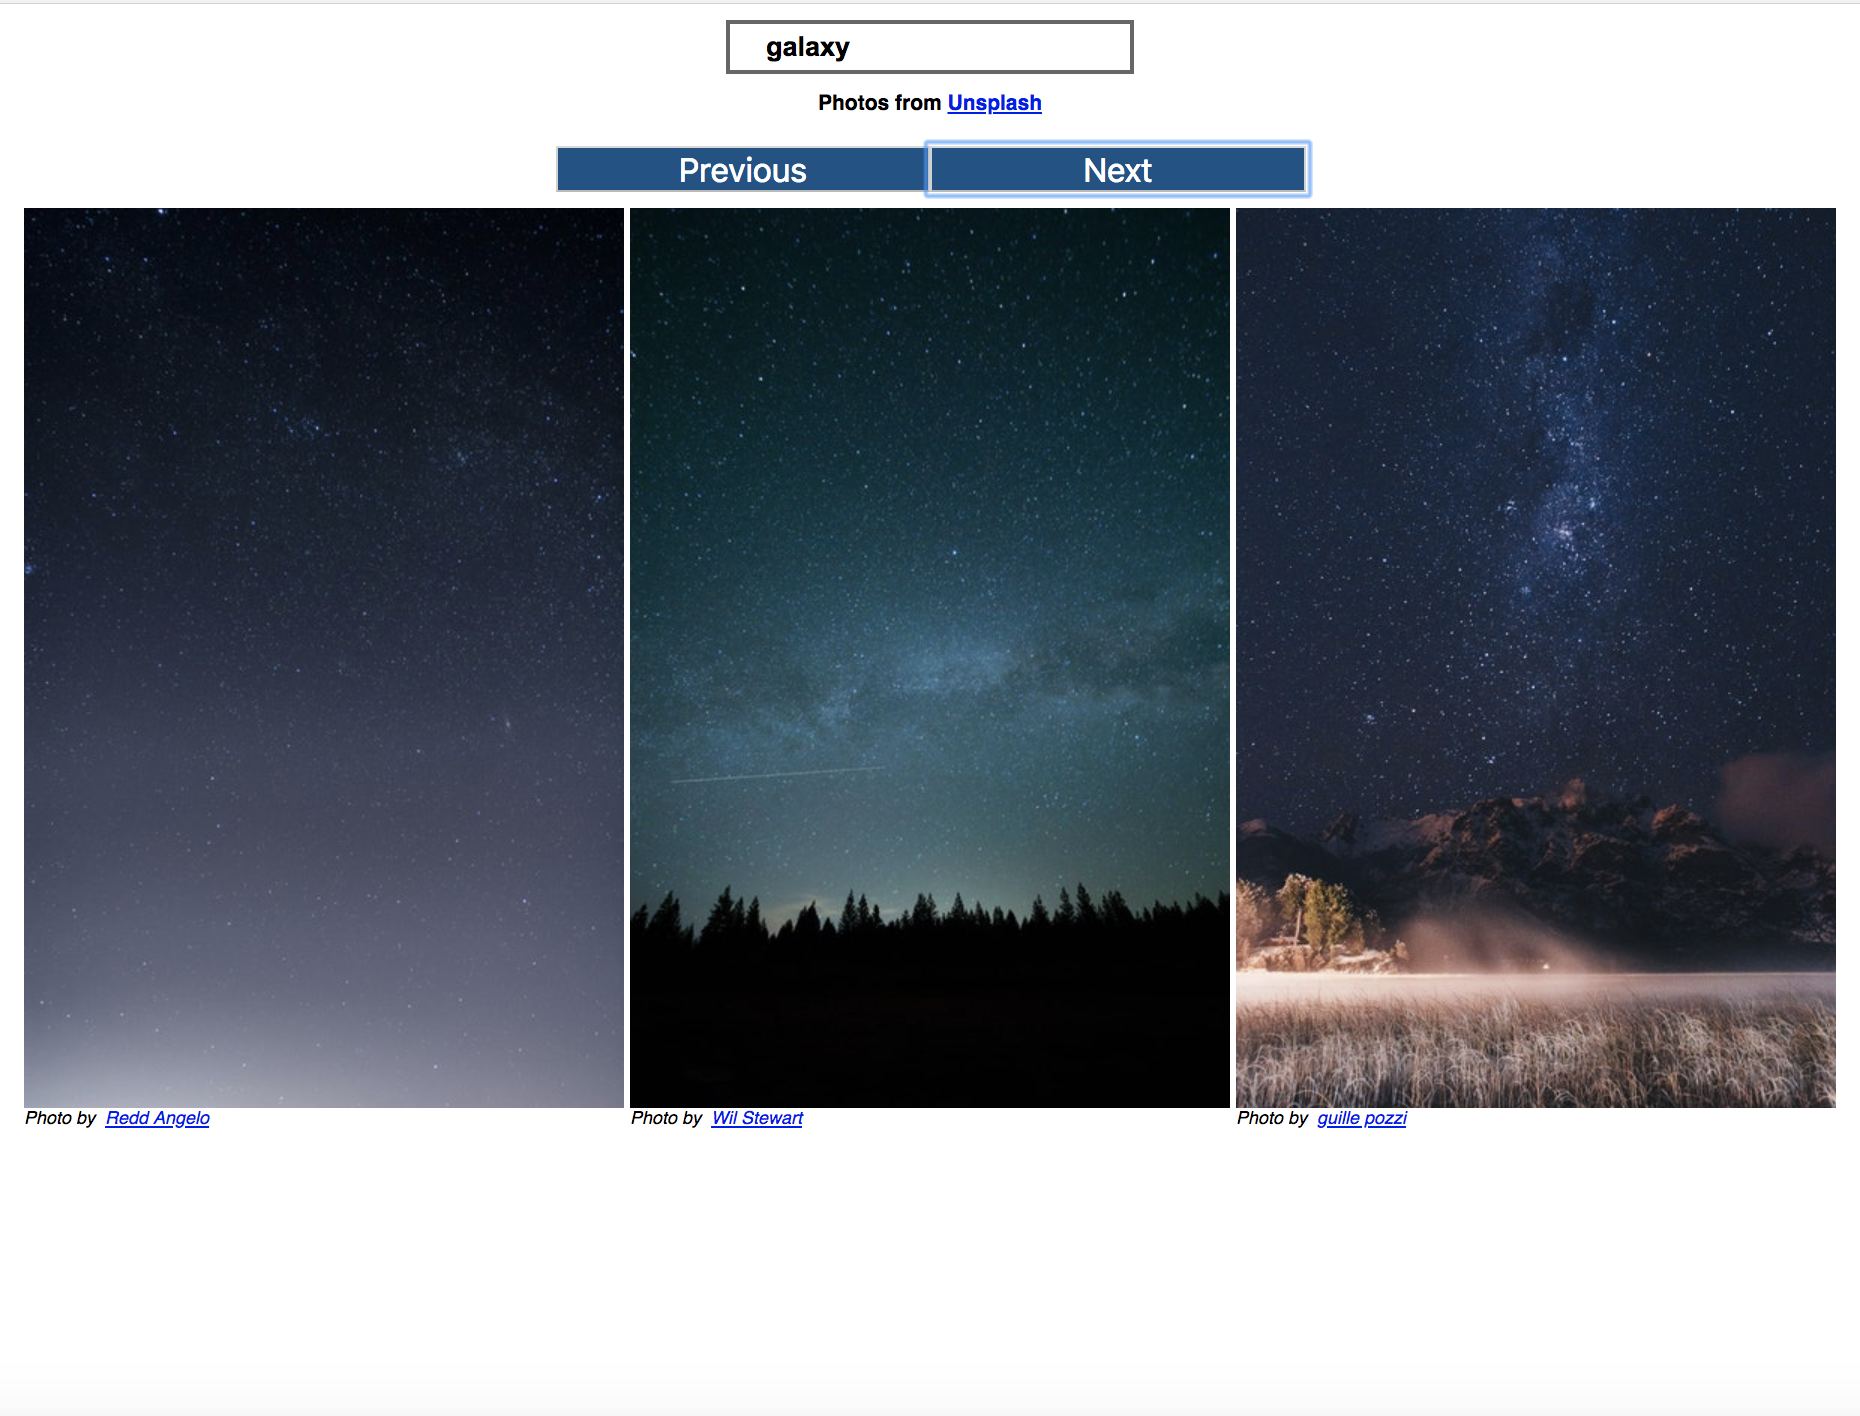 galaxy
Photos from Unsplash
Previous Next
Photo by Redd Angelo
Photo by Wil Stewart
Photo by guille pozzi